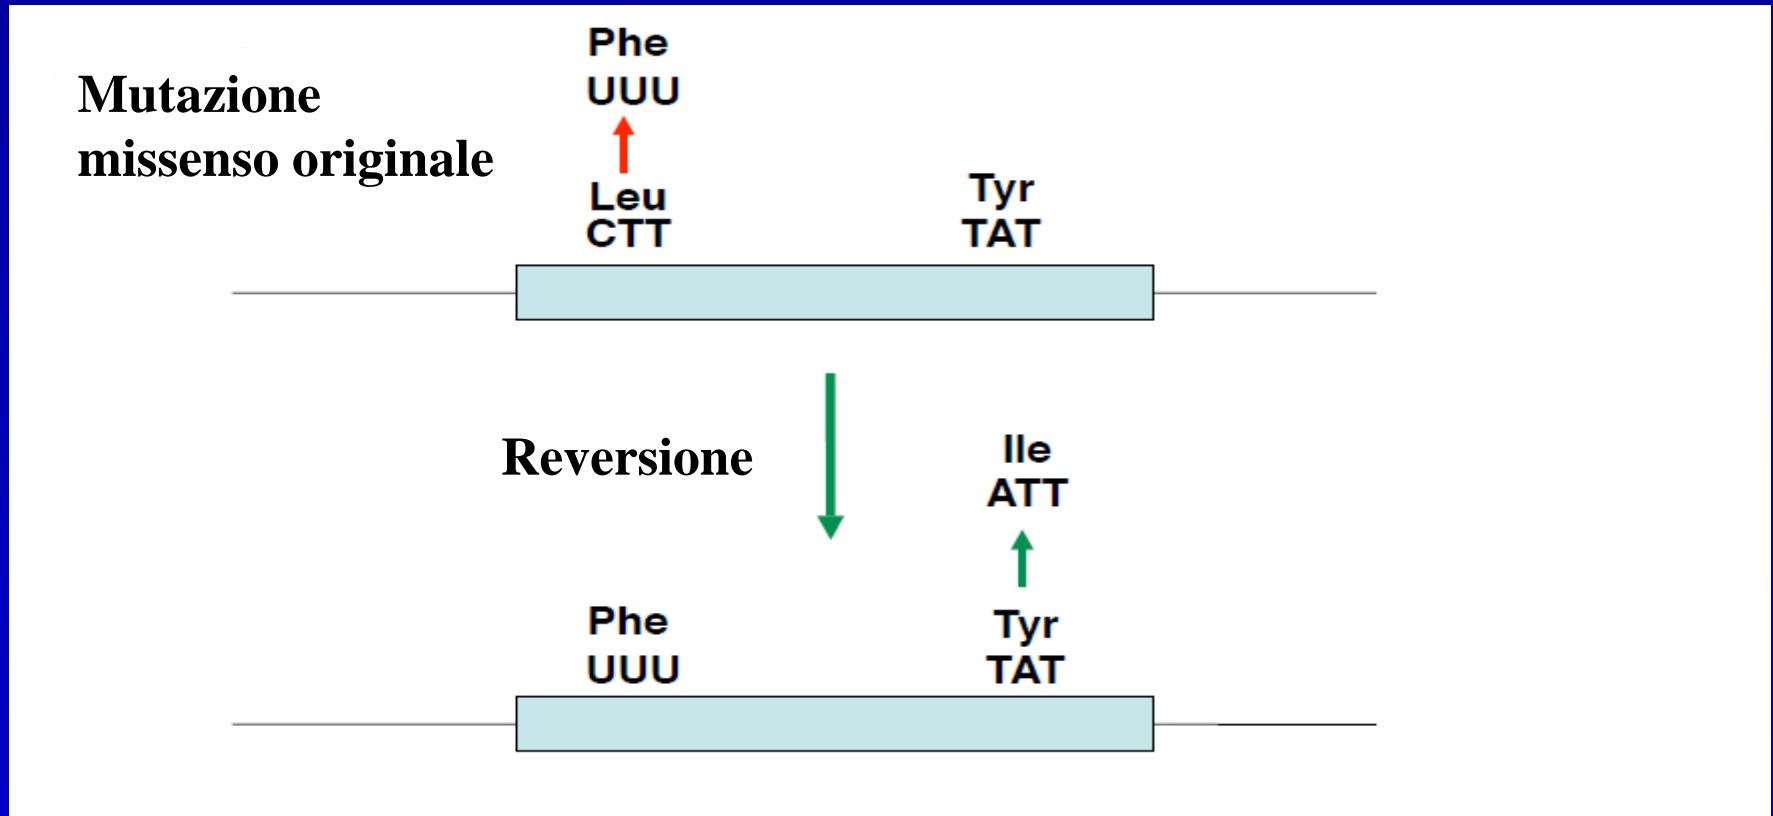 Phe
UUU
Mutazione
missenso originale
Leu
CTT
Tyr
TAT
Reversione
Ile
ATT
Phe
UUU
Tyr
TAT